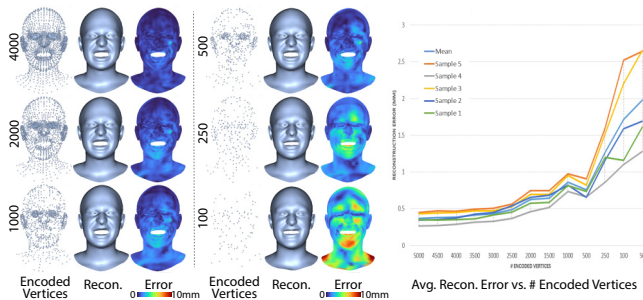 4000
2000
1000
500
250
100
Encoded
Vertices
Recon.
Error
0 10mm
Encoded
Vertices
Recon.
Error
0 10mm
RECONSTRUCTION ERROR (MM)
3
2.5
2
1.5
1
0.5
0
Mean
Sample 5
Sample 4
Sample 3
Sample 2
Sample 1
5000 4500 4000 3500 3000 2500 2000 1500 1000 500 250 100 50
# ENCODED VERTICES
Avg. Recon. Error vs. # Encoded Vertices